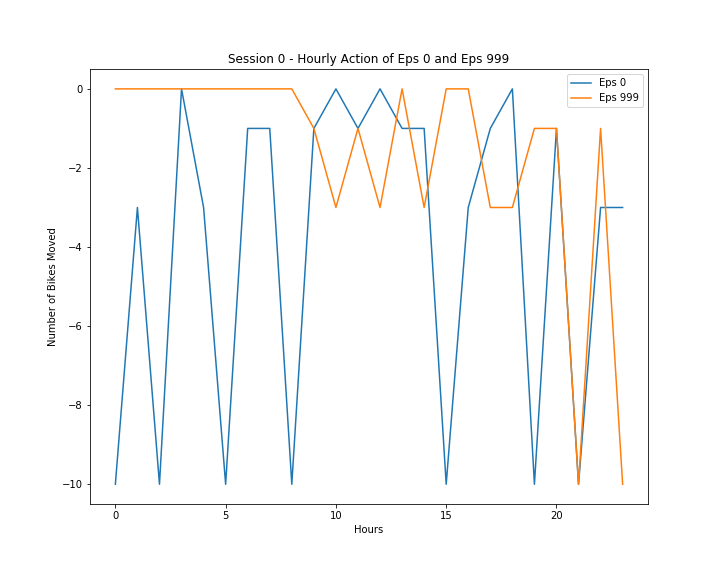 Session 0 - Hourly Action of Eps 0 and Eps 999
Eps 0
Eps 999
Number of Bikes Moved
0
−2
−4
−6
−8
−10
0
5
10
15
20
Hours